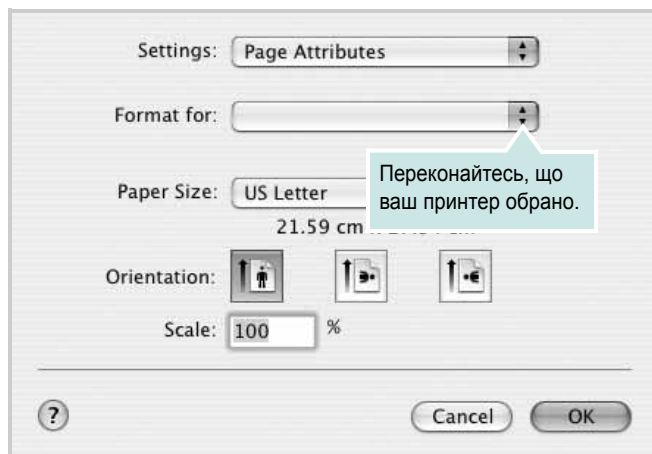 Settings: Page Attributes
Format for:
Переконайтесь, що
ваш принтер обрано.
Paper Size: US Letter
21.59 cm
Orientation:
Scale: 100 %
? Cancel OK